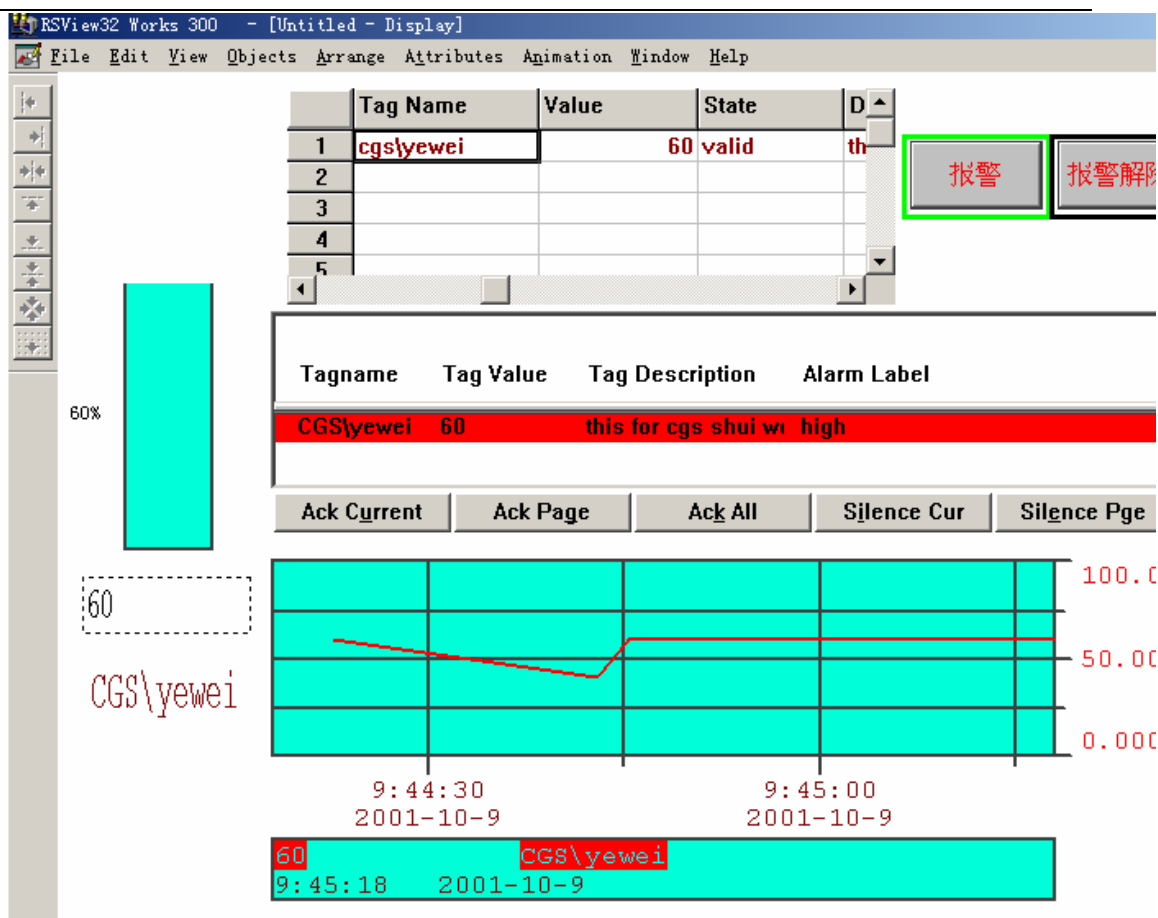 RSView32 Works 300 - [Untitled - Display]
File Edit View Objects Arrange Attributes Animation Window Help
Tag Name Value State D
1 cgs\yewei 60 valid th
2
3
4
5
报警 报警解除
Tagname Tag Value Tag Description Alarm Label
60%
CGS\yewei 60 this for cgs shui high
Ack Current Ack Page Ack All Silence Cur Silence Pge
100.0
60
50.00
CGS\yewei
0.000
9:44:30 9:45:00
2001-10-9 2001-10-9
60 CGS\yewei
9:45:18 2001-10-9